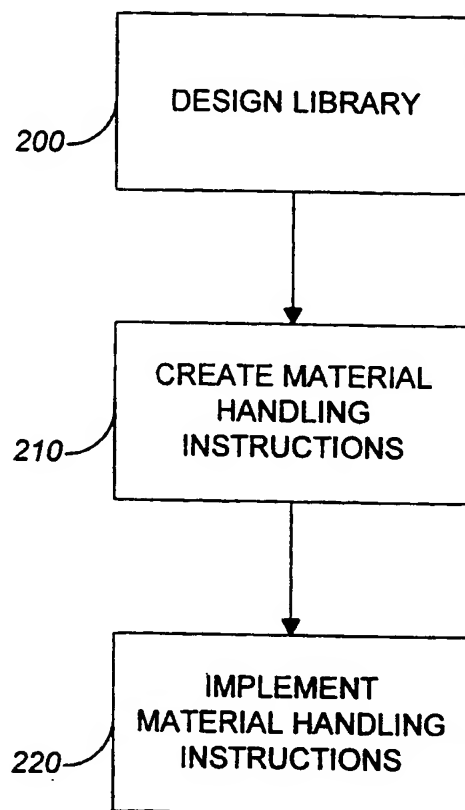 DESIGN LIBRARY
200
CREATE MATERIAL
HANDLING
INSTRUCTIONS
210
IMPLEMENT
MATERIAL HANDLING
INSTRUCTIONS
220